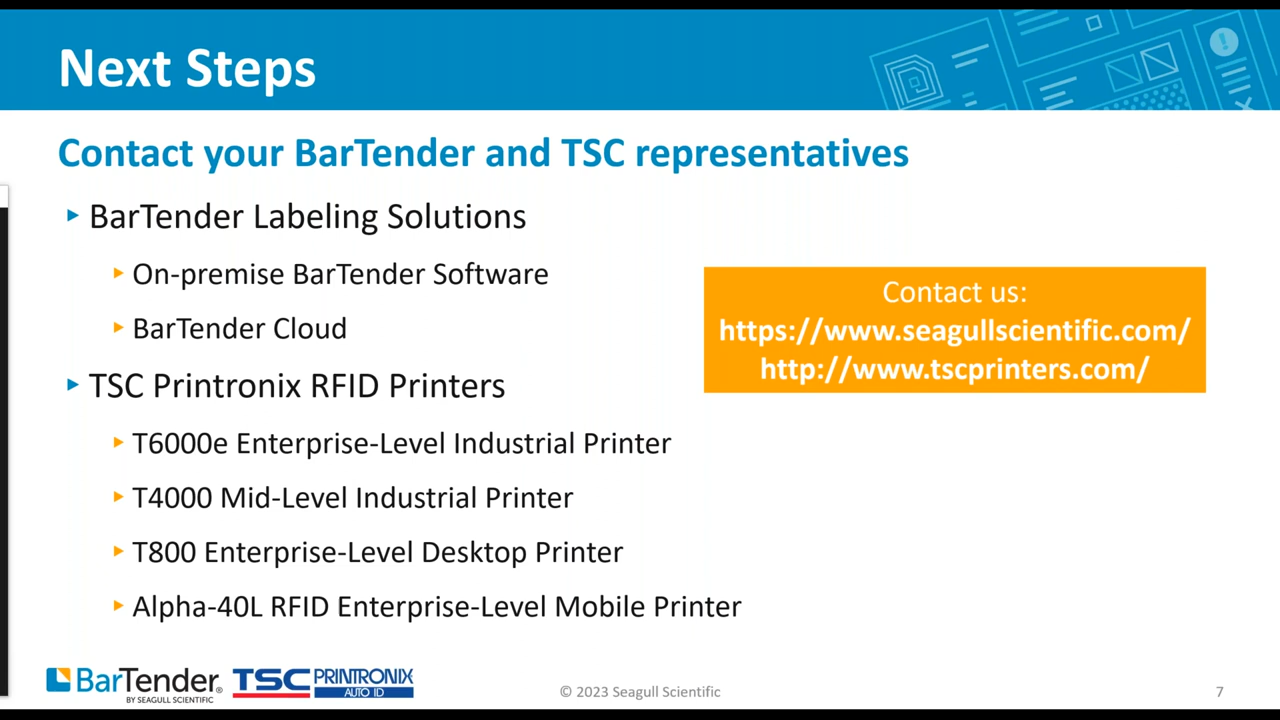 Next Steps
Contact your BarTender and TSC representatives
BarTender Labeling Solutions
On-premise BarTender Software
BarTender Cloud
TSC Printronix RFID Printers
T6000e Enterprise-Level Industrial Printer
T4000 Mid-Level Industrial Printer
T800 Enterprise-Level Desktop Printer
Alpha-40L RFID Enterprise-Level Mobile Printer
Contact us:
https://www.seagullscientific.com/
http://www.tscprinters.com/
BarTender®
BY SEAGULL SCIENTIFIC
TSC PRINTRONIX
AUTO ID
© 2023 Seagull Scientific
7